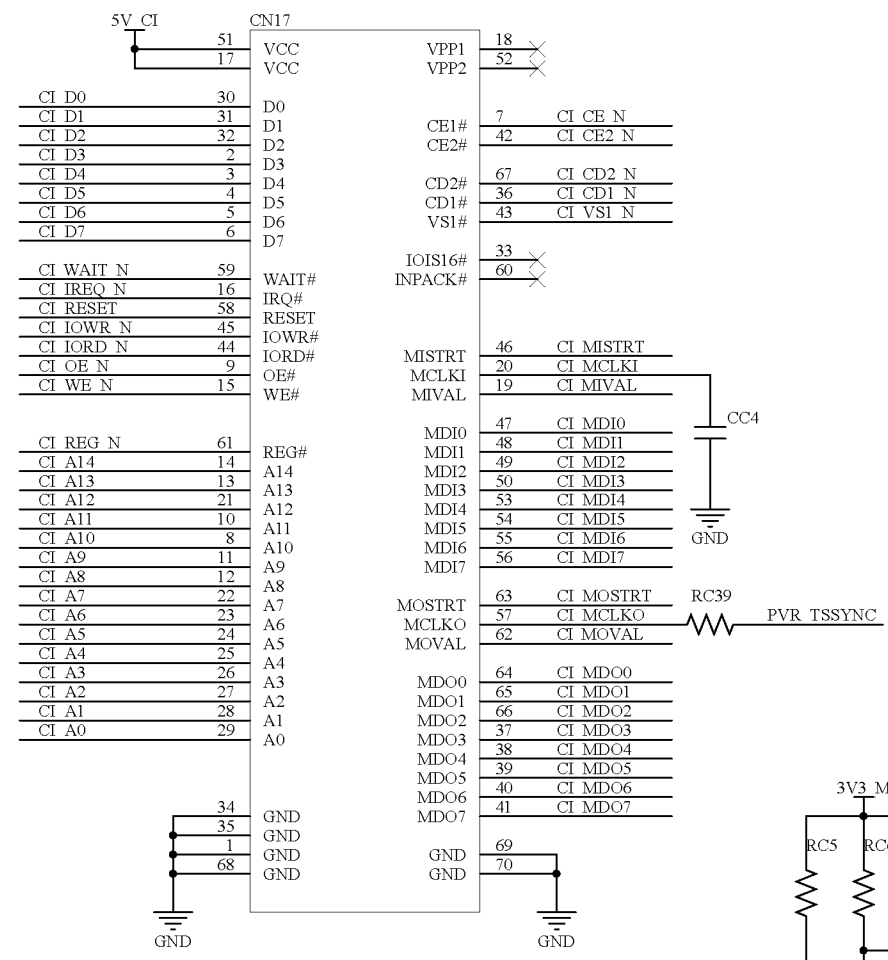 5V_CI
CN17
51 VCC
17 VCC
CI_D0 30 D0
CI_D1 31 D1
CI_D2 32 D2
CI_D3 2 D3
CI_D4 3 D4
CI_D5 4 D5
CI_D6 5 D6
CI_D7 6 D7
CI_WAIT_N 59 WAIT#
CI_IREQ_N 16 IRQ#
CI_RESET 58 RESET
CI_IOWR_N 45 IOWR#
CI_IORD_N 44 IORD#
CI_OE_N 9 OE#
CI_WE_N 15 WE#
CI_REG_N 61 REG#
CI_A14 14 A14
CI_A13 13 A13
CI_A12 21 A12
CI_A11 10 A11
CI_A10 8 A10
CI_A9 11 A9
CI_A8 12 A8
CI_A7 22 A7
CI_A6 23 A6
CI_A5 24 A5
CI_A4 25 A4
CI_A3 26 A3
CI_A2 27 A2
CI_A1 28 A1
CI_A0 29 A0
34 GND
35 GND
1 GND
68 GND
GND
VPP1 18
VPP2 52
CE1# 7 CI_CE_N
CE2# 42 CI_CE2_N
CD2# 67 CI_CD2_N
CD1# 36 CI_CD1_N
VS1# 43 CI_VS1_N
IOIS16# 33
INPACK# 60
MISTRT 46 CI_MISTRT
MCLKI 20 CI_MCLKI
MIVAL 19 CI_MIVAL
MDI0 47 CI_MDI0
MDI1 48 CI_MDI1
MDI2 49 CI_MDI2
MDI3 50 CI_MDI3
MDI4 53 CI_MDI4
MDI5 54 CI_MDI5
MDI6 55 CI_MDI6
MDI7 56 CI_MDI7
CC4
GND
MOSTRT 63 CI_MOSTRT
MCLKO 57 CI_MCLKO
MOVAL 62 CI_MOVAL
RC39
PVR_TSSYNC
MDO0 64 CI_MDO0
MDO1 65 CI_MDO1
MDO2 66 CI_MDO2
MDO3 37 CI_MDO3
MDO4 38 CI_MDO4
MDO5 39 CI_MDO5
MDO6 40 CI_MDO6
MDO7 41 CI_MDO7
GND 69
GND 70
GND
RC5